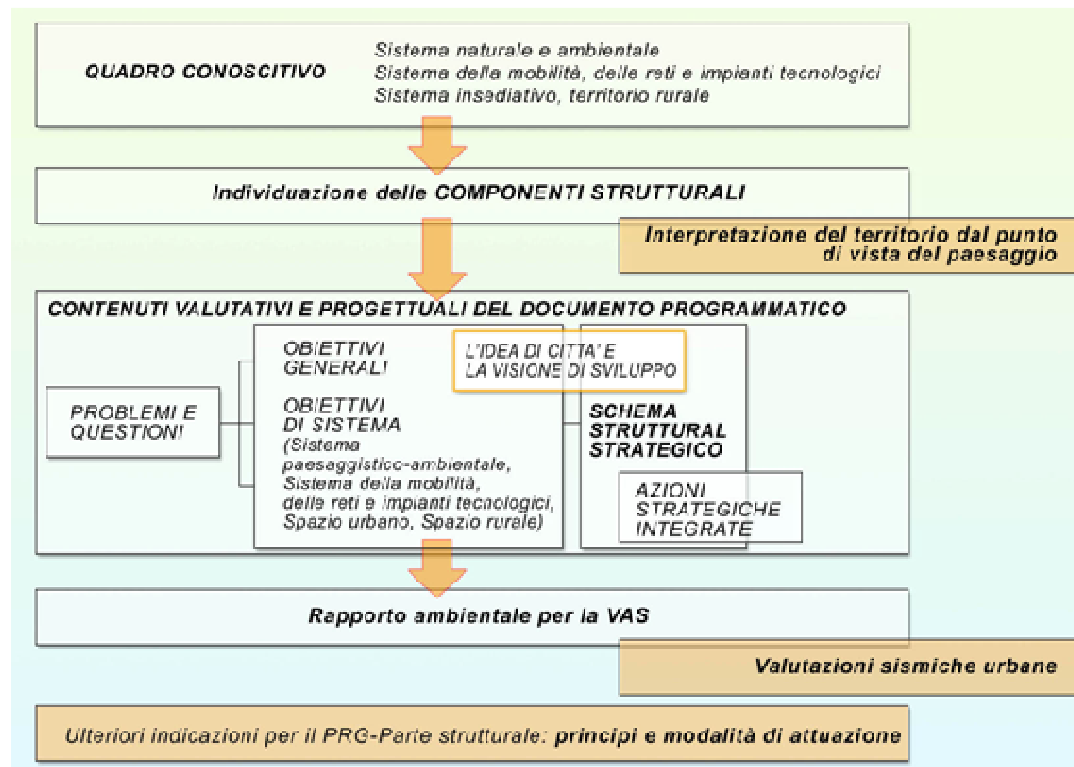 QUADRO CONOSCITIVO
Sistema naturale e ambientale
Sistema della mobilità, delle reti e impianti tecnologici
Sistema insediativo, territorio rurale
Individuazione delle COMPONENTI STRUTTURALI
Interpretazione del territorio dal punto
di vista del paesaggio
CONTENUTI VALUTATIVI E PROGETTUALI DEL DOCUMENTO PROGRAMMATICO
PROBLEMI E
QUESTIONI
OBIETTIVI
GENERALI
OBIETTIVI
DI SISTEMA
(Sistema
paesaggistico-ambientale,
Sistema della mobilità,
delle reti e impianti tecnologici,
Spazio urbano, Spazio rurale)
L'IDEA DI CITTA' E
LA VISIONE DI SVILUPPO
SCHEMA
STRUTTURAL
STRATEGICO
AZIONI
STRATEGICHE
INTEGRATE
Rapporto ambientale per la VAS
Valutazioni sismiche urbane
Ulteriori indicazioni per il PRG-Parte strutturale: principi e modalità di attuazione